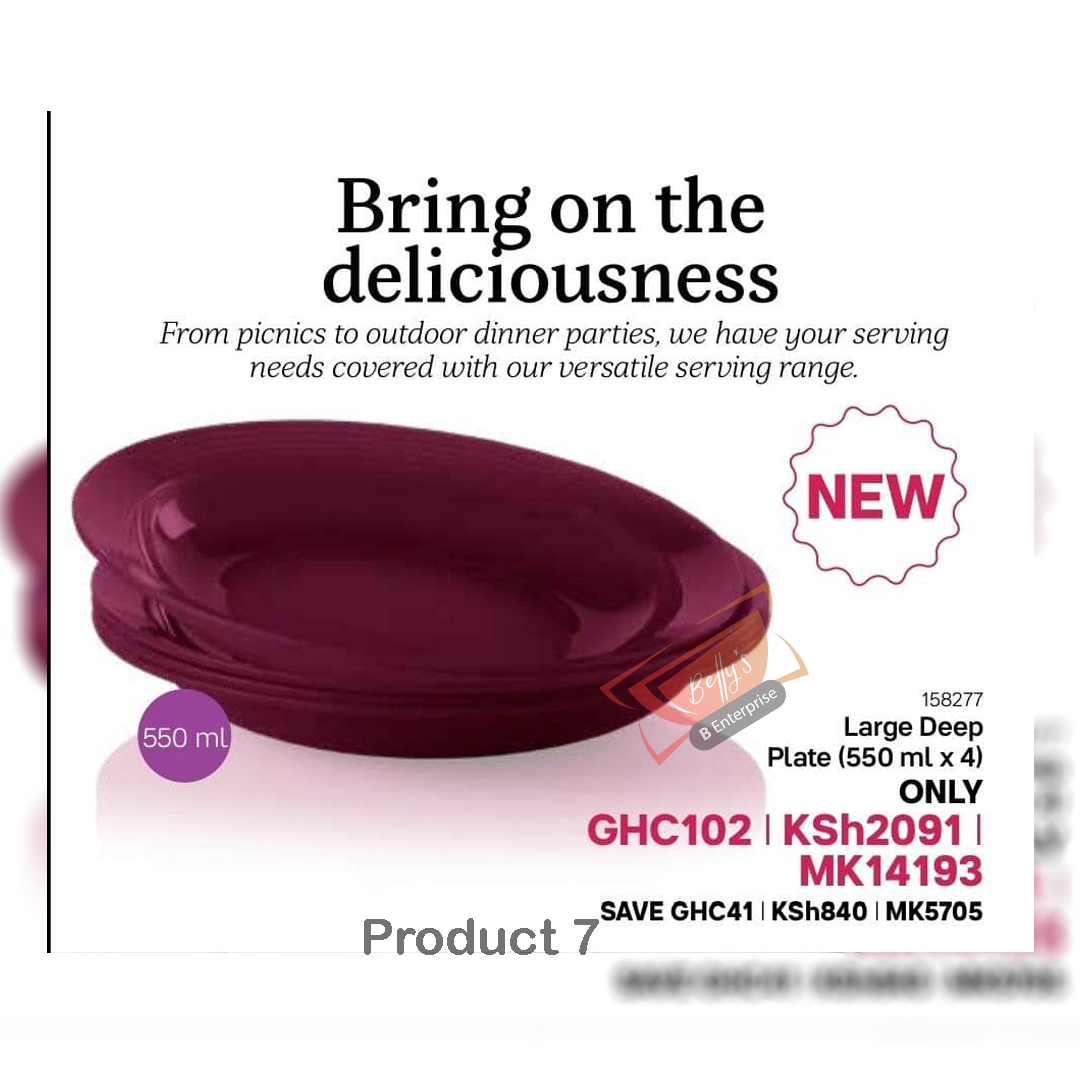 Bring on the
deliciousness
From picnics to outdoor dinner parties, we have your serving
needs covered with our versatile serving range.
NEW
Belly's
B Enterprise
550 ml
158277
Large Deep
Plate (550 ml x 4)
ONLY
GHC102 | KSh2091 |
MK14193
SAVE GHC41 | KSh840 | MK5705
Product 7